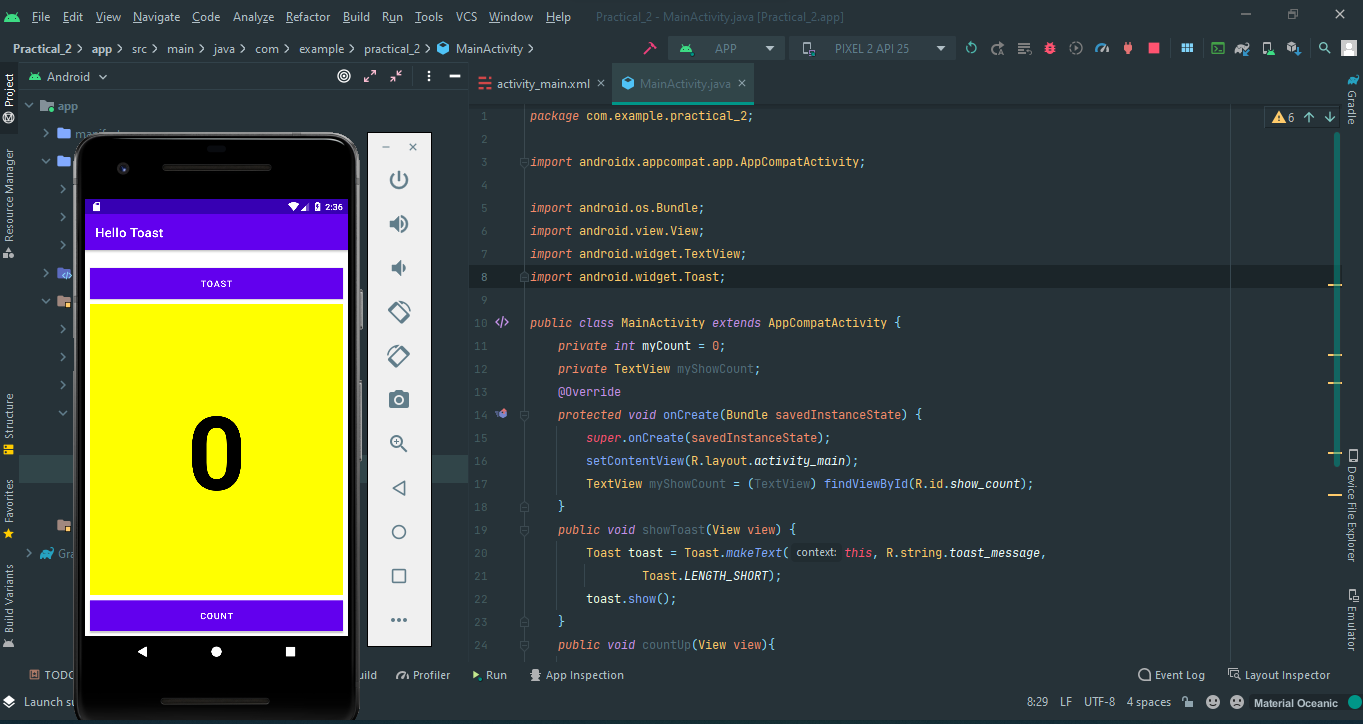 File Edit View Navigate Code Analyze Refactor Build Run Tools VCS Window Help Practical_2 - MainActivity.java [Practical_2.app]
Practical_2 app src main java com example practical_2 MainActivity APP PIXEL 2 API 25
Project
Android
activity_main.xml
MainActivity.java
Gradle
app
6
Resource Manager
Structure
Favorites
Build Variants
2:36
Hello Toast
TOAST
0
COUNT
1 package com.example.practical_2;
2
3 import androidx.appcompat.app.AppCompatActivity;
4
5 import android.os.Bundle;
6 import android.view.View;
7 import android.widget.TextView;
8 import android.widget.Toast;
9
10 public class MainActivity extends AppCompatActivity {
11 private int myCount = 0;
12 private TextView myShowCount;
13 @Override
14 protected void onCreate(Bundle savedInstanceState) {
15 super.onCreate(savedInstanceState);
16 setContentView(R.layout.activity_main);
17 TextView myShowCount = (TextView) findViewById(R.id.show_count);
18 }
19 public void showToast(View view) {
20 Toast toast = Toast.makeText( context: this, R.string.toast_message,
21 Toast.LENGTH_SHORT);
22 toast.show();
23 }
24 public void countUp(View view){
Device File Explorer
Emulator
TODO Profiler Run App Inspection Event Log Layout Inspector
Launch 8:29 LF UTF-8 4 spaces Material Oceanic